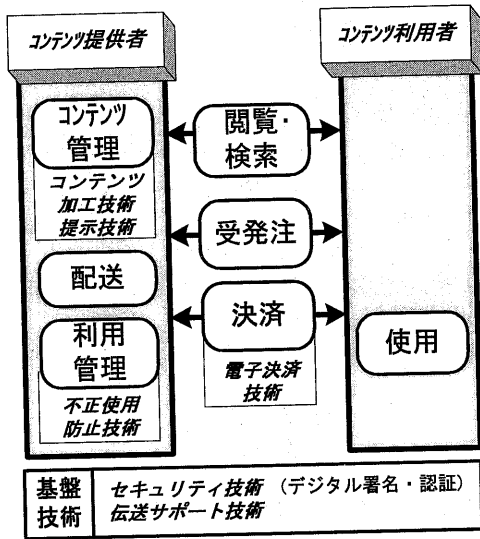 コンテンツ提供者
コンテンツ利用者
コンテンツ
管理
コンテンツ
加工技術
提示技術
配送
利用
管理
不正使用
防止技術
閲覧・
検索
受発注
決済
電子決済
技術
使用
基盤
技術
セキュリティ技術 (デジタル署名・認証)
伝送サポート技術